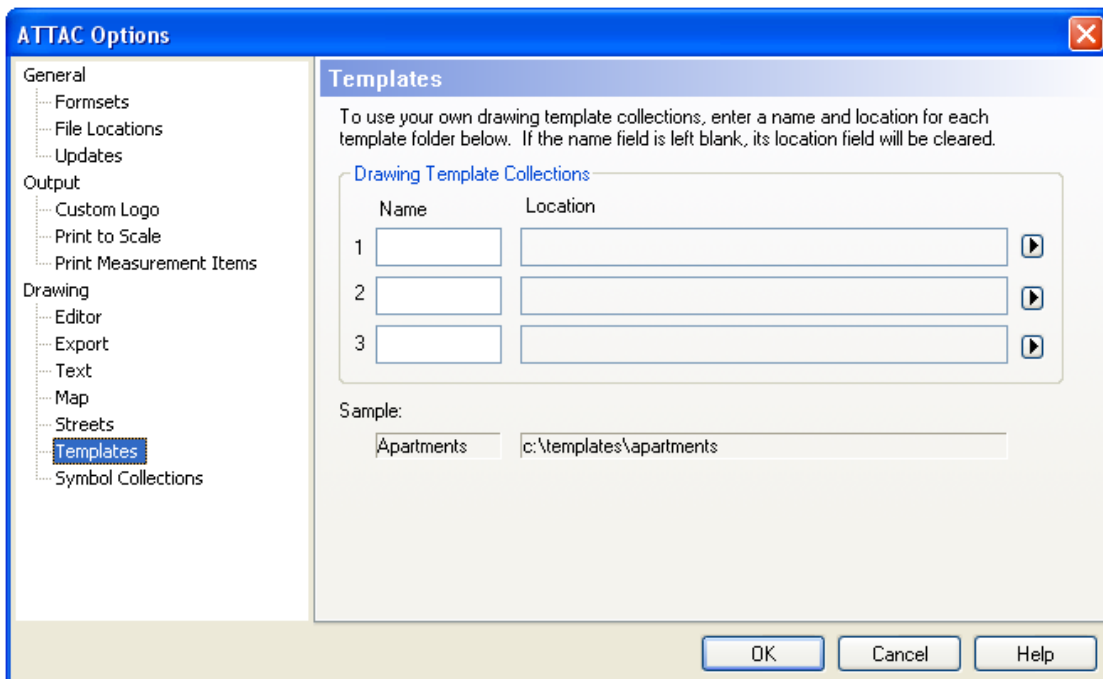 ATTAC Options
General
Formsets
File Locations
Updates
Output
Custom Logo
Print to Scale
Print Measurement Items
Drawing
Editor
Export
Text
Map
Streets
Templates
Symbol Collections
Templates
To use your own drawing template collections, enter a name and location for each
template folder below. If the name field is left blank, its location field will be cleared.
Drawing Template Collections
Name Location
1
2
3
Sample:
Apartments c:\templates\apartments
OK Cancel Help